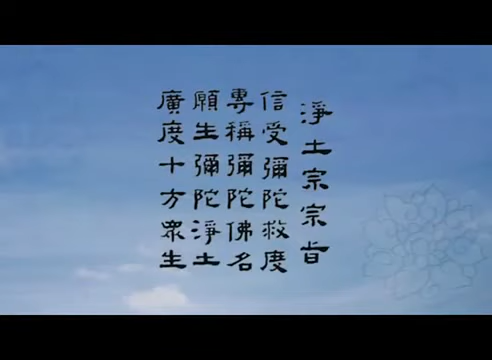 淨土宗宗旨
信受彌陀救度
專稱彌陀佛名
願生彌陀淨土
廣度十方眾生